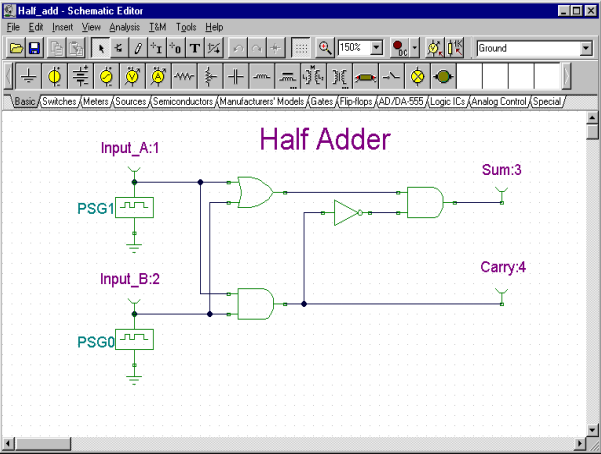 Half_add - Schematic Editor
File Edit Insert View Analysis T&M Tools Help
150% Ground
Basic Switches Meters Sources Semiconductors Manufacturers' Models Gates Flip-flops AD/DA-555 Logic ICs Analog Control Special
Half Adder
Input_A:1
Sum:3
PSG1
Input_B:2
Carry:4
PSG0